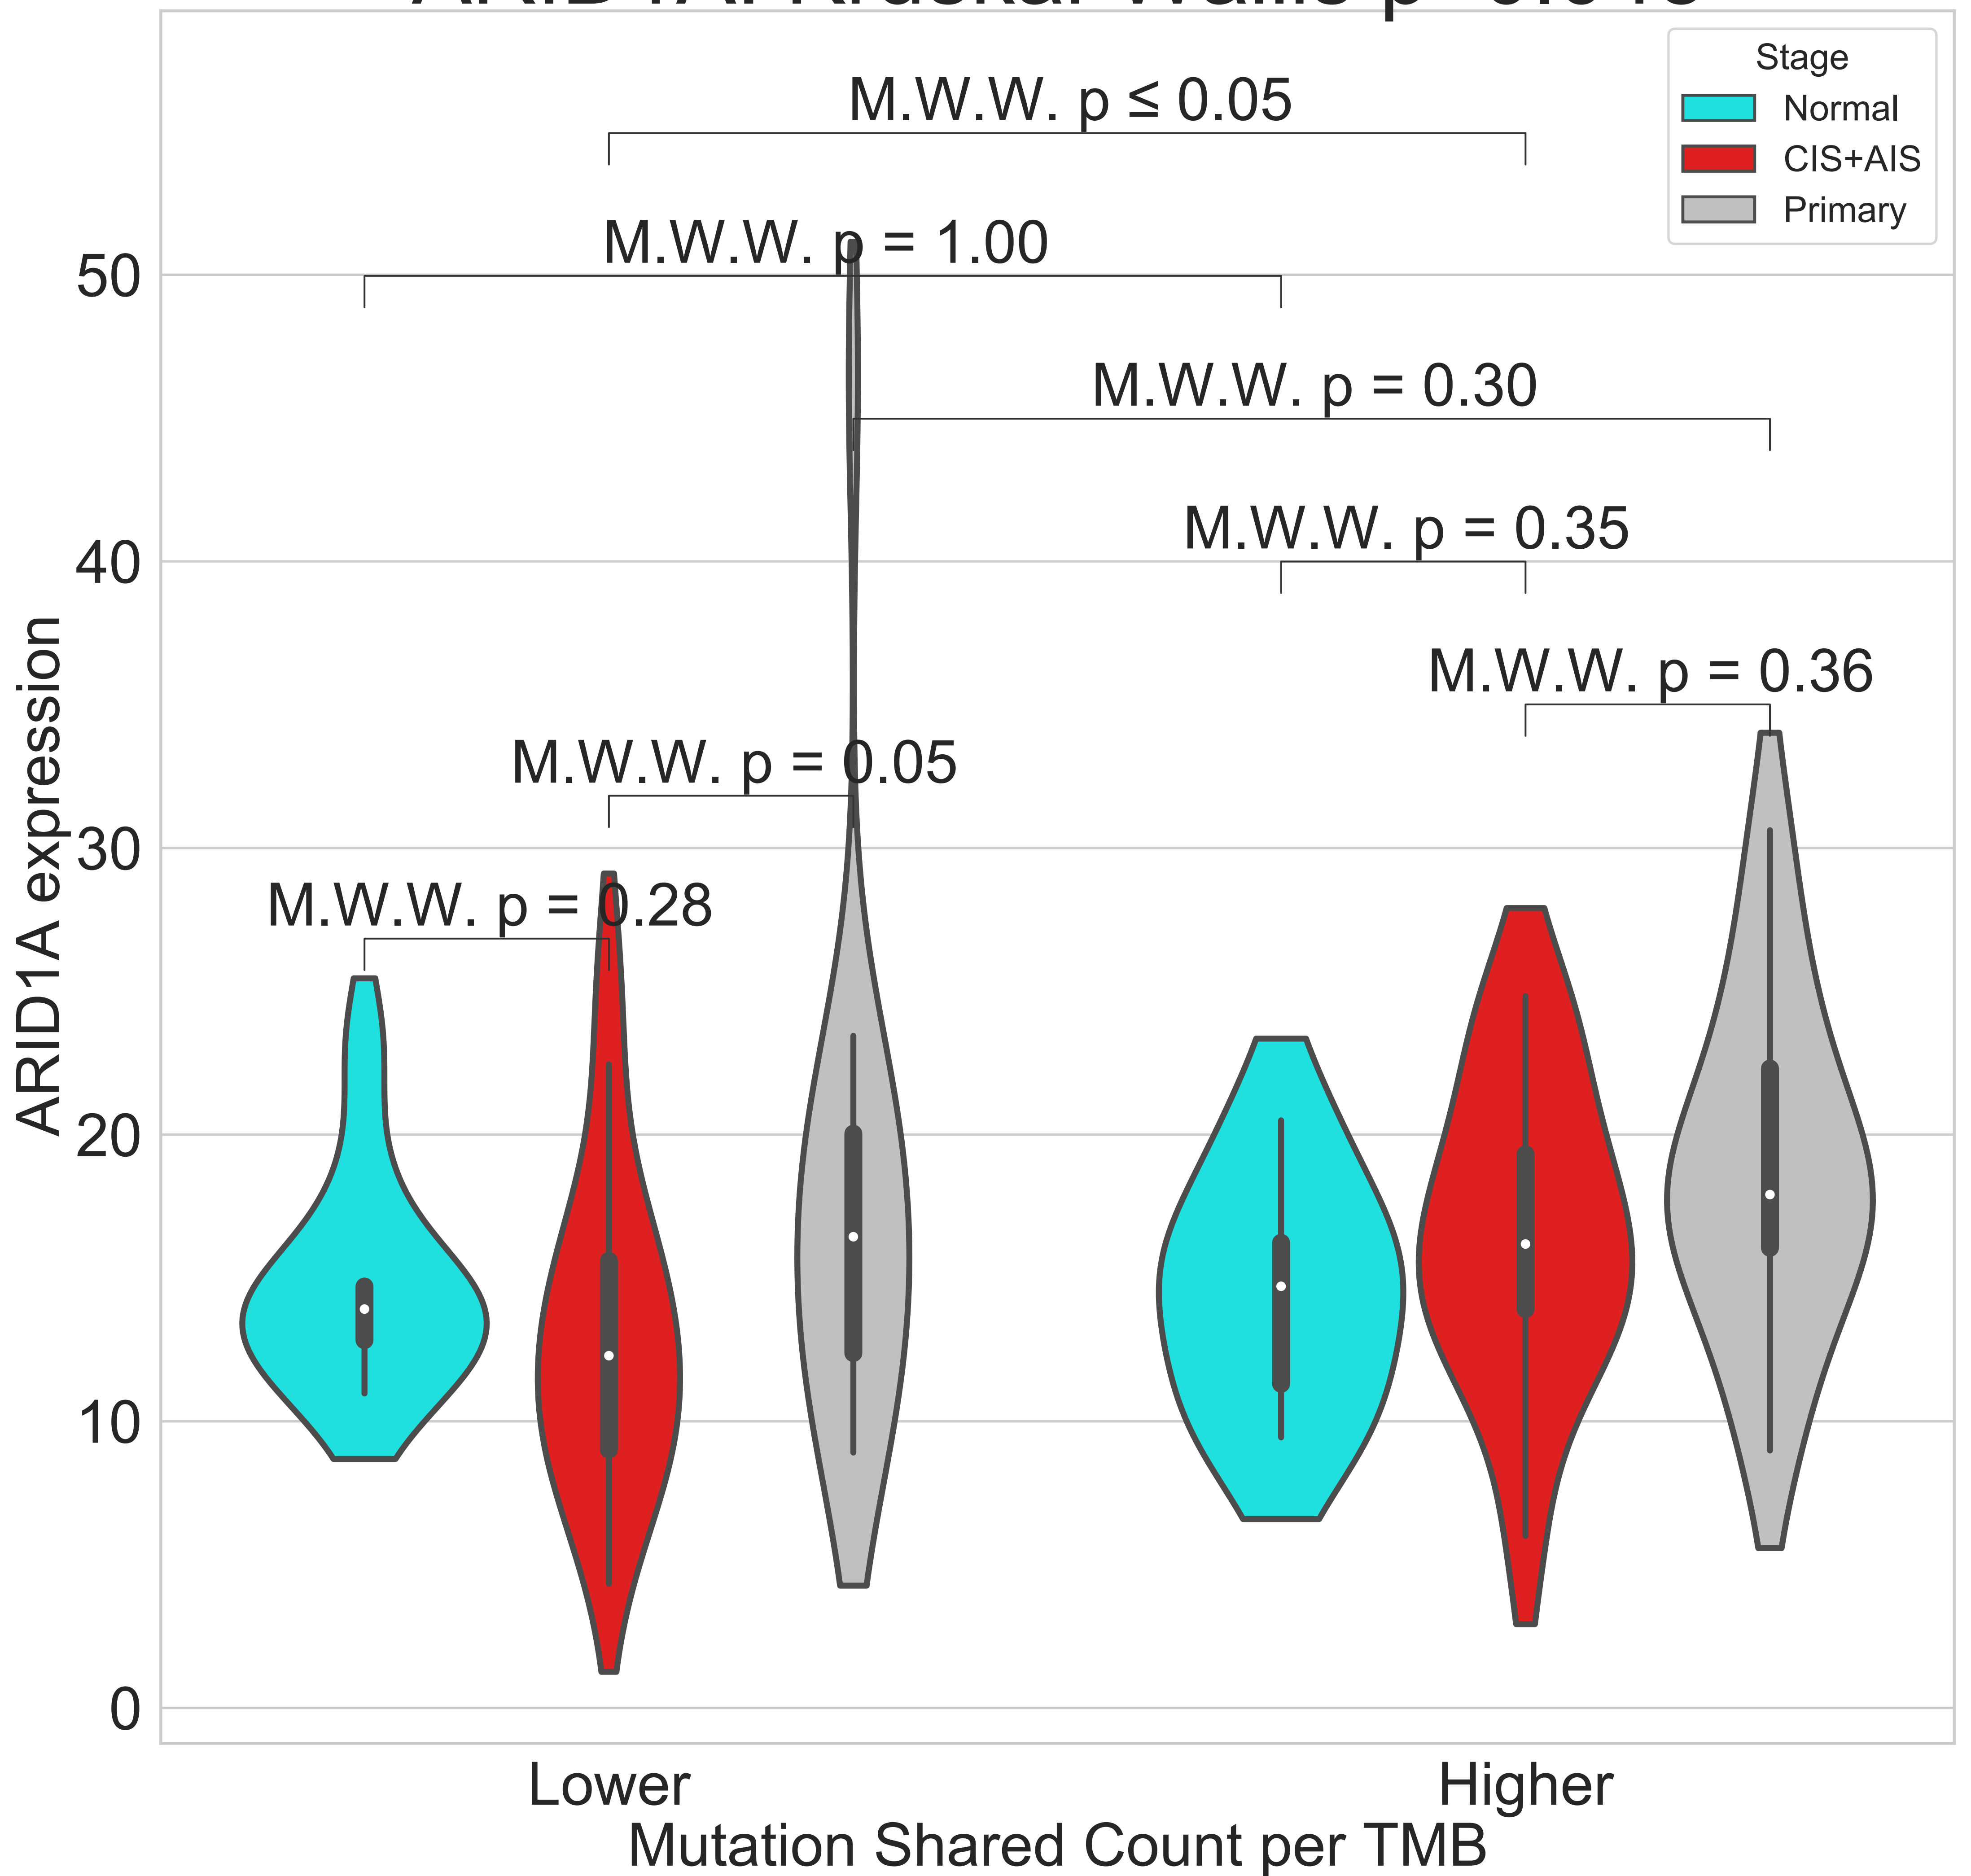 Stage
Normal
CIS+AIS
Primary
M.W.W. p ≤ 0.05
M.W.W. p = 1.00
M.W.W. p = 0.30
M.W.W. p = 0.35
M.W.W. p = 0.36
M.W.W. p = 0.05
M.W.W. p = 0.28
ARID1A expression
50
40
30
20
10
0
Lower
Higher
Mutation Shared Count per TMB